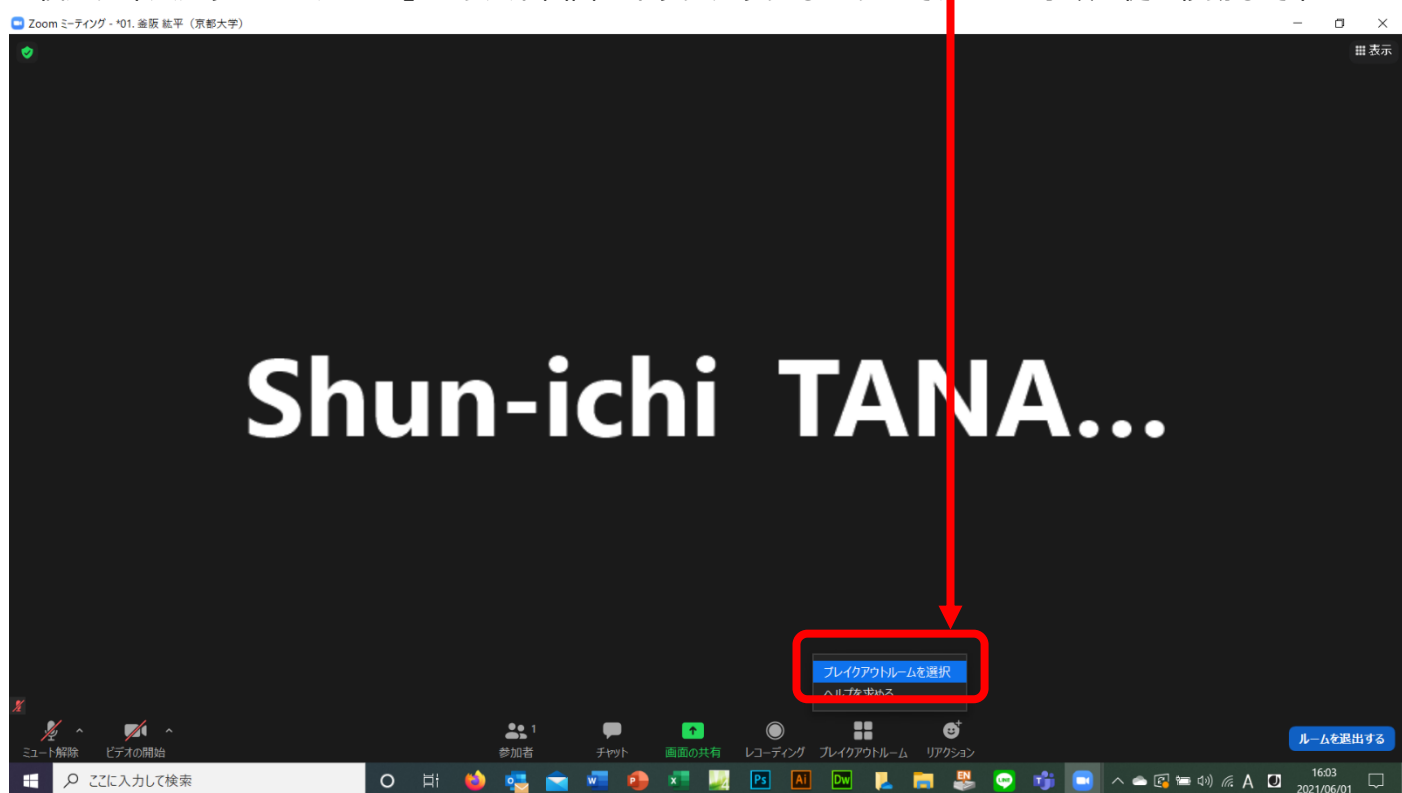 Zoom ミーティング - *01. 釜阪 紘平（京都大学）
表示
Shun-ichi TANA...
ブレイクアウトルームを選択
ヘルプを求める
ミュート解除
ビデオの開始
1
参加者
チャット
画面の共有
レコーディング
ブレイクアウトルーム
リアクション
ルームを退出する
ここに入力して検索
Ps
Ai
Dw
EN
A
16:03
2021/06/01